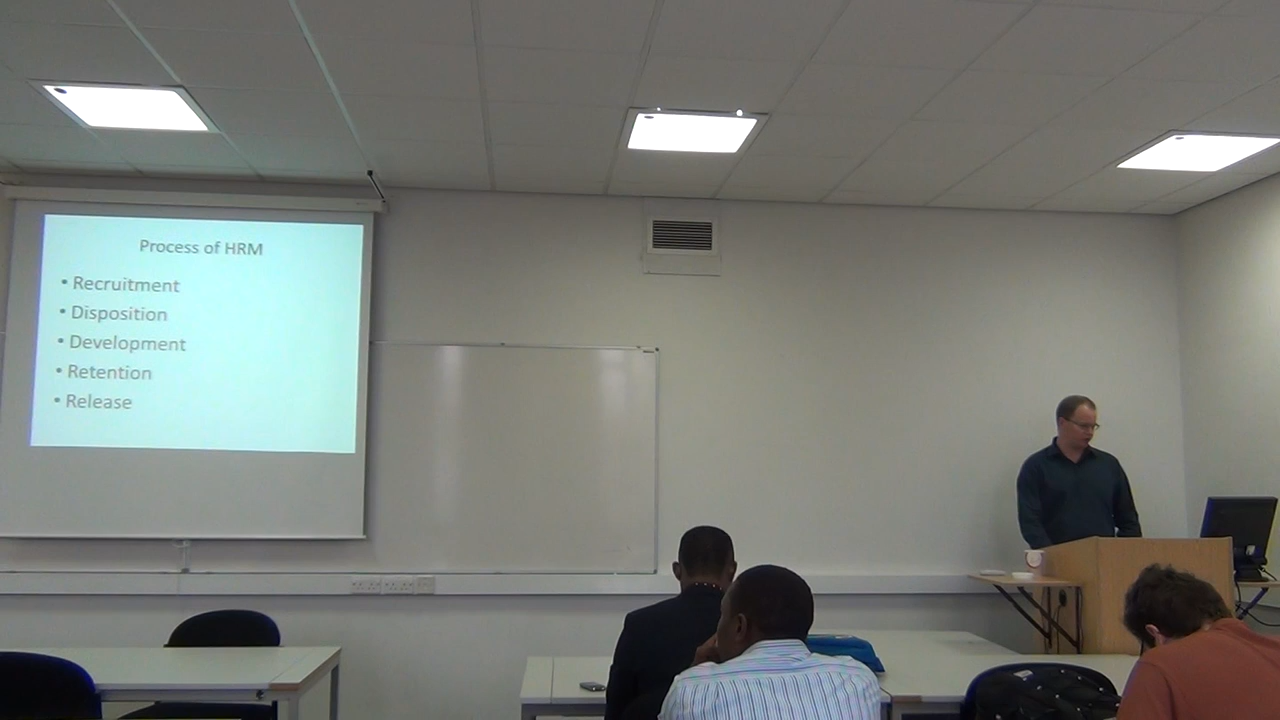 Process of HRM
• Recruitment
• Disposition
• Development
• Retention
• Release